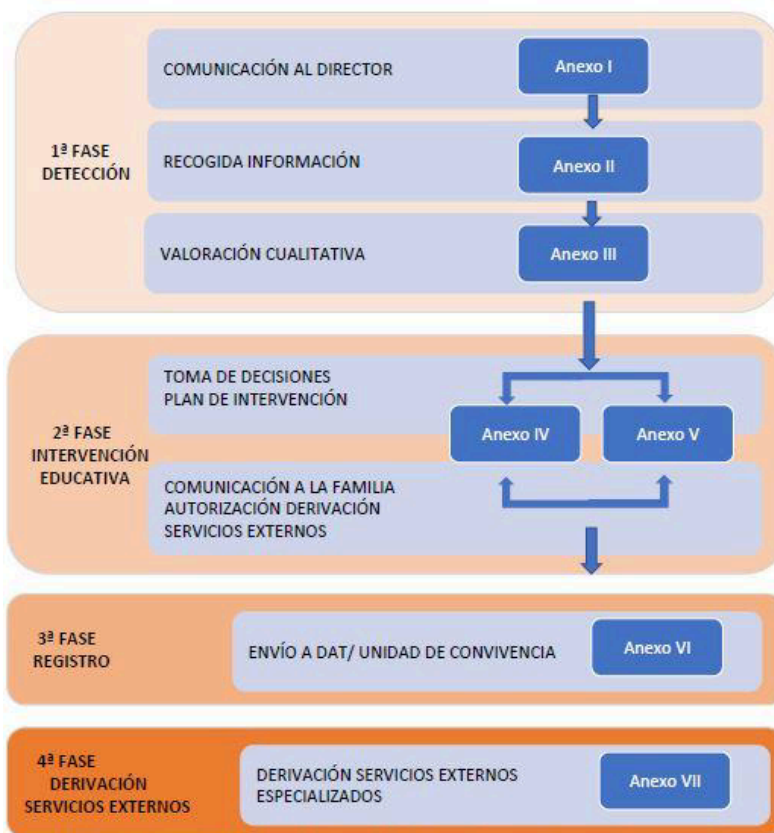 1ª FASE
DETECCIÓN
COMUNICACIÓN AL DIRECTOR
Anexo I
RECOGIDA INFORMACIÓN
Anexo II
VALORACIÓN CUALITATIVA
Anexo III
2ª FASE
INTERVENCIÓN
EDUCATIVA
TOMA DE DECISIONES
PLAN DE INTERVENCIÓN
Anexo IV
Anexo V
COMUNICACIÓN A LA FAMILIA
AUTORIZACIÓN DERIVACIÓN
SERVICIOS EXTERNOS
3ª FASE
REGISTRO
ENVÍO A DAT/ UNIDAD DE CONVIVENCIA
Anexo VI
4ª FASE
DERIVACIÓN
SERVICIOS EXTERNOS
DERIVACIÓN SERVICIOS EXTERNOS
ESPECIALIZADOS
Anexo VII